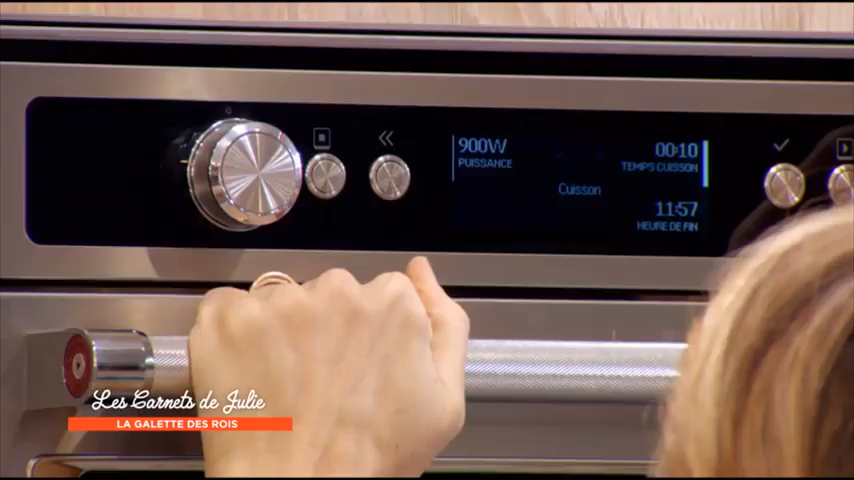 900W
PUISSANCE
00:10
TEMPS CUISSON
Cuisson
11:57
HEURE DE FIN
Les Carnets de Julie
LA GALETTE DES ROIS